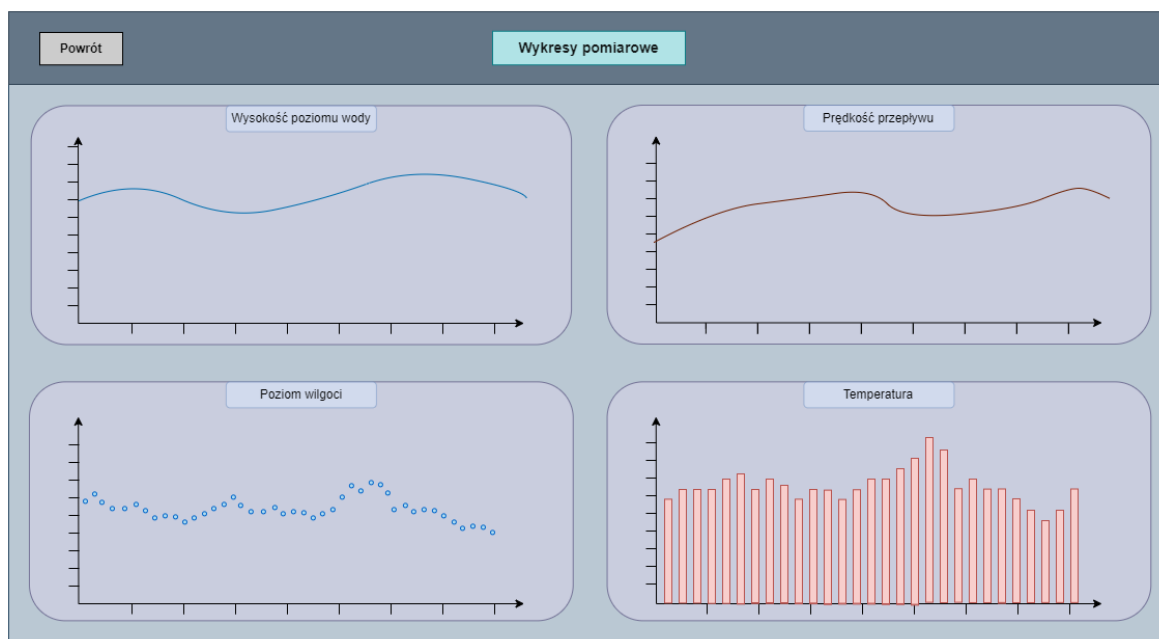 Powrót
Wykresy pomiarowe
Wysokość poziomu wody
Prędkość przepływu
Poziom wilgoci
Temperatura